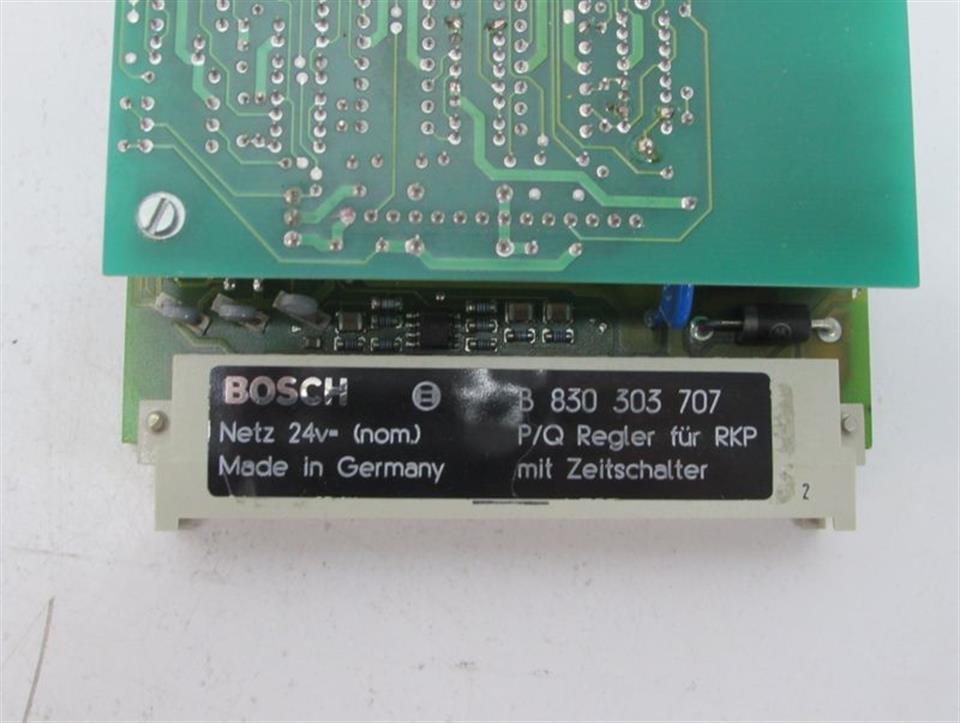 BOSCH B 830 303 707
Netz 24v= (nom.) P/Q Regler für RKP
Made in Germany mit Zeitschalter
2